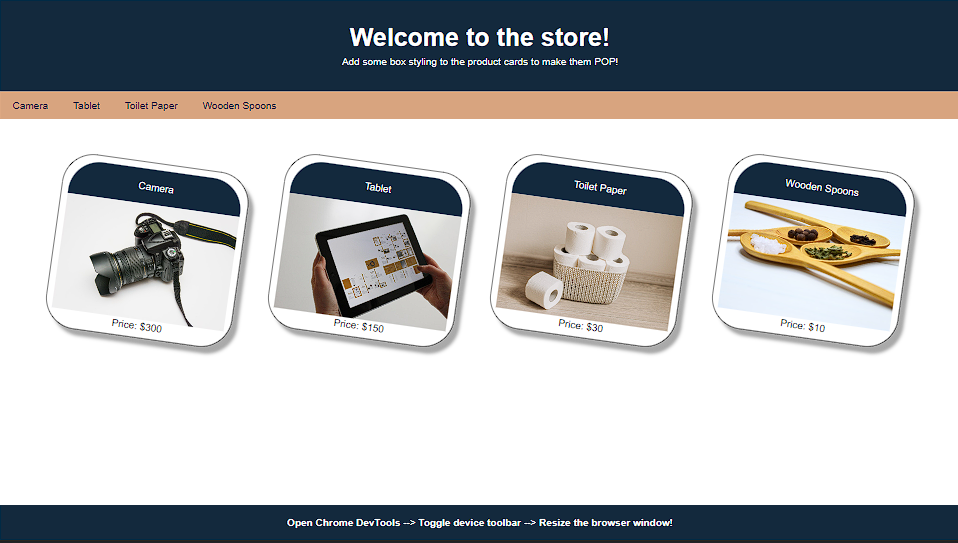 Welcome to the store!
Add some box styling to the product cards to make them POP!
Camera Tablet Toilet Paper Wooden Spoons
Camera
Price: $300
Tablet
Price: $150
Toilet Paper
Price: $30
Wooden Spoons
Price: $10
Open Chrome DevTools --> Toggle device toolbar --> Resize the browser window!